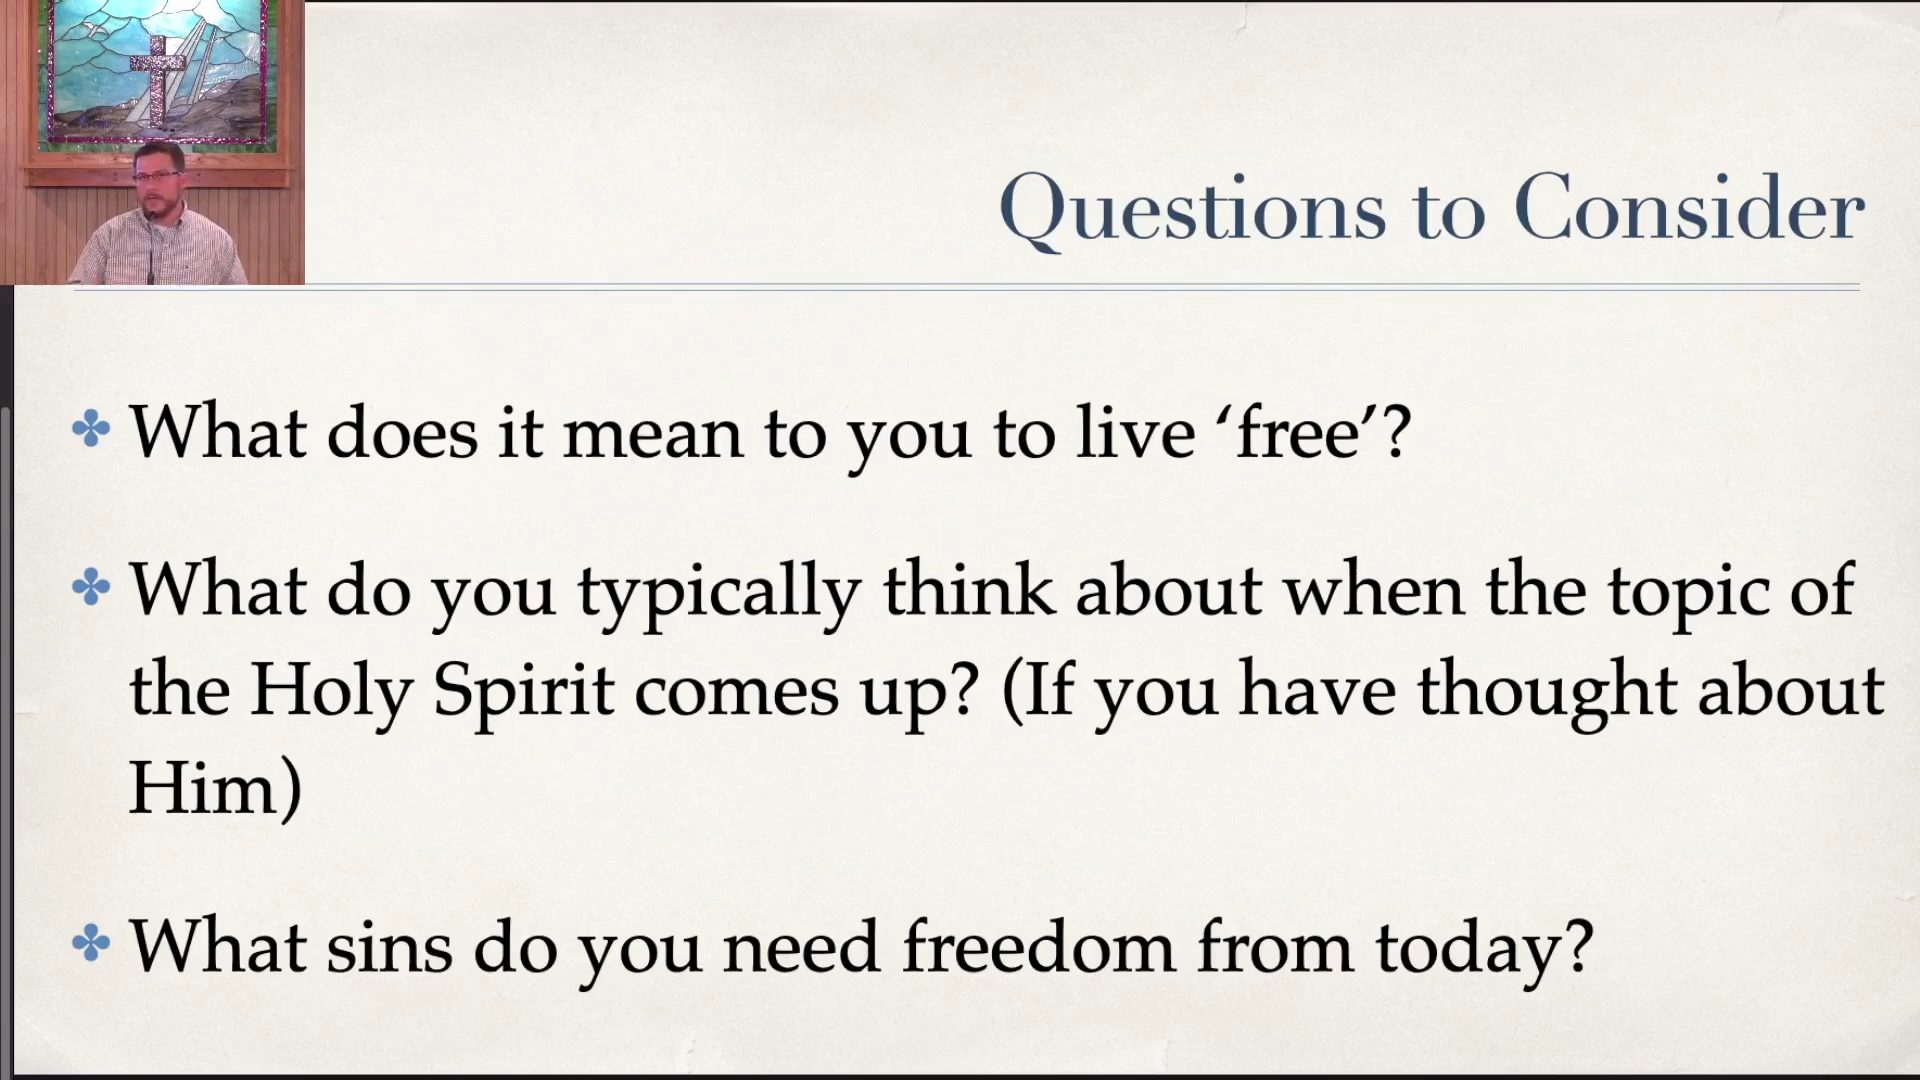 Questions to Consider
What does it mean to you to live ‘free’?
What do you typically think about when the topic of
the Holy Spirit comes up? (If you have thought about
Him)
What sins do you need freedom from today?